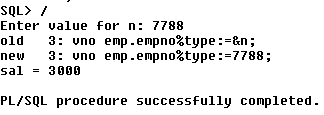 SQL> /
Enter value for n: 7788
old   3: vno emp.empno%type:=&n;
new   3: vno emp.empno%type:=7788;
sal = 3000
PL/SQL procedure successfully completed.